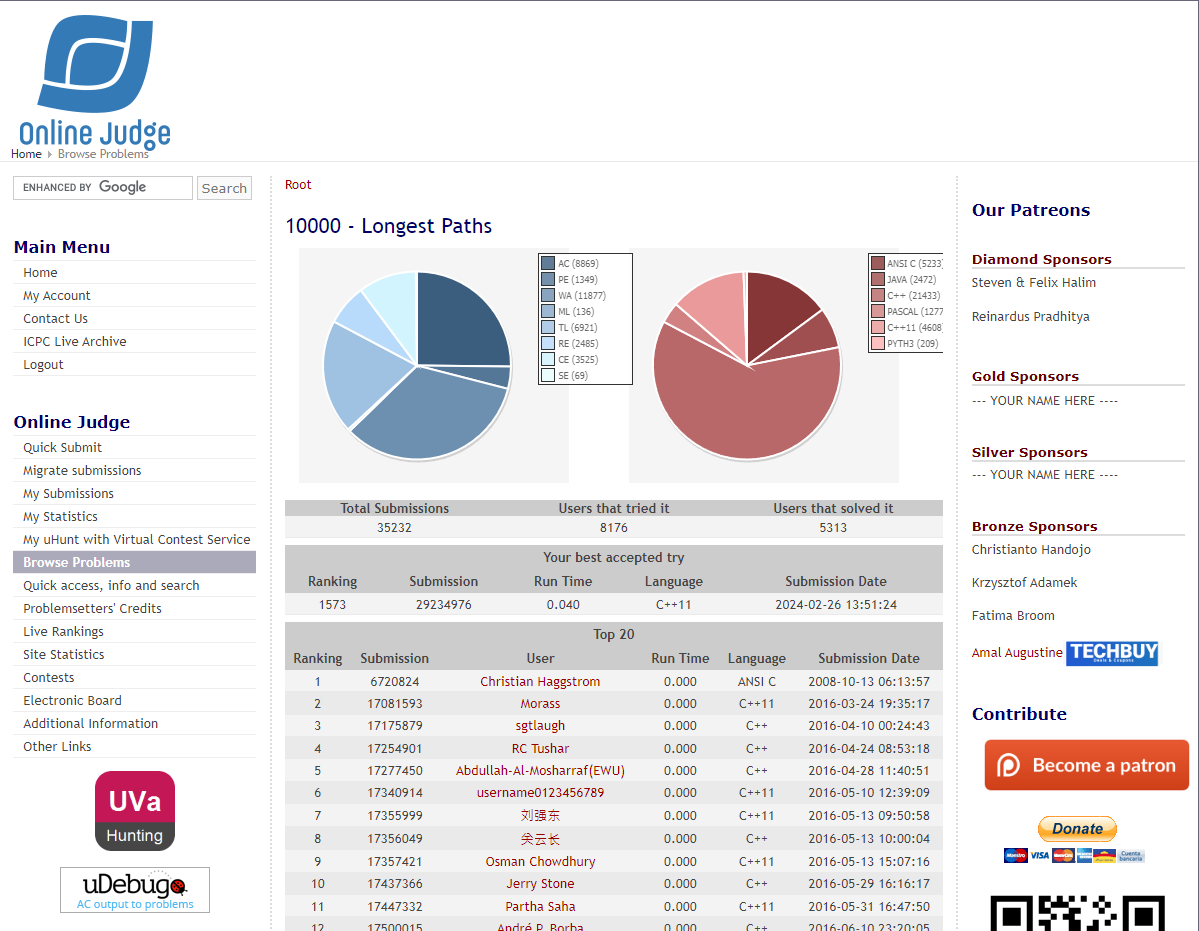 Online Judge
Home Browse Problems
ENHANCED BY Google Search
Main Menu
Home
My Account
Contact Us
ICPC Live Archive
Logout
Online Judge
Quick Submit
Migrate submissions
My Submissions
My Statistics
My uHunt with Virtual Contest Service
Browse Problems
Quick access, info and search
Problemsetters' Credits
Live Rankings
Site Statistics
Contests
Electronic Board
Additional Information
Other Links
UVa
Hunting
uDebug
AC output to problems
Root
10000 - Longest Paths
AC (8869)
PE (1349)
WA (11877)
ML (136)
TL (6921)
RE (2485)
CE (3525)
SE (69)
ANSI C (5233)
JAVA (2472)
C++ (21433)
PASCAL (1277
C++11 (4608)
PYTH3 (209)
Total Submissions Users that tried it Users that solved it
35232 8176 5313
Your best accepted try
Ranking Submission Run Time Language Submission Date
1573 29234976 0.040 C++11 2024-02-26 13:51:24
Top 20
Ranking Submission User Run Time Language Submission Date
1 6720824 Christian Haggstrom 0.000 ANSI C 2008-10-13 06:13:57
2 17081593 Morass 0.000 C++11 2016-03-24 19:35:17
3 17175879 sgtlaugh 0.000 C++ 2016-04-10 00:24:43
4 17254901 RC Tushar 0.000 C++ 2016-04-24 08:53:18
5 17277450 Abdullah-Al-Mosharraf(EWU) 0.000 C++ 2016-04-28 11:40:51
6 17340914 username0123456789 0.000 C++11 2016-05-10 12:39:09
7 17355999 刘强东 0.000 C++11 2016-05-13 09:50:58
8 17356049 关云长 0.000 C++ 2016-05-13 10:00:04
9 17357421 Osman Chowdhury 0.000 C++11 2016-05-13 15:07:16
10 17437366 Jerry Stone 0.000 C++ 2016-05-29 16:16:17
11 17447332 Partha Saha 0.000 C++11 2016-05-31 16:47:50
12 17500015 André P. Borba 0.000 C++ 2016-06-10 23:20:05
Our Patreons
Diamond Sponsors
Steven & Felix Halim
Reinardus Pradhitya
Gold Sponsors
--- YOUR NAME HERE ----
Silver Sponsors
--- YOUR NAME HERE ----
Bronze Sponsors
Christianto Handojo
Krzysztof Adamek
Fatima Broom
Amal Augustine TECHBUY
Deals & Coupons
Contribute
Become a patron
Donate
Maestro VISA
Cuenta bancaria